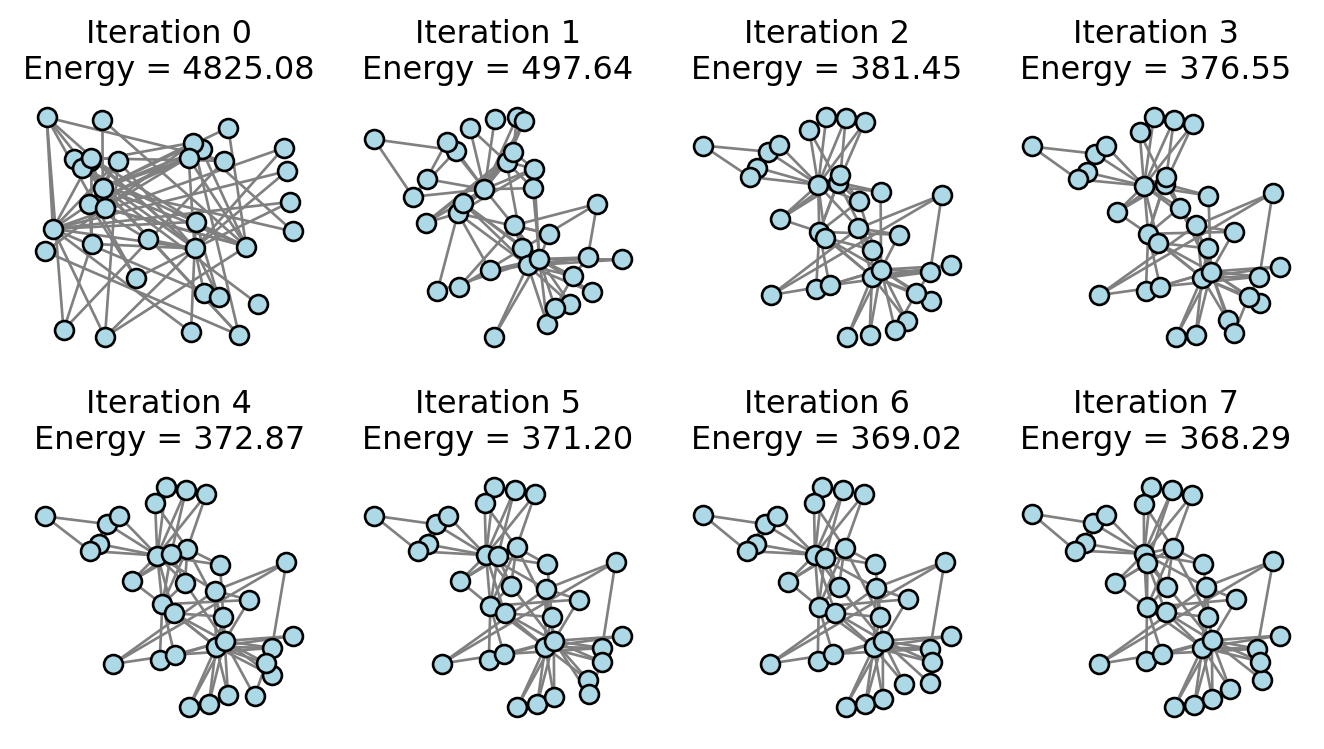 Iteration 0
Energy = 4825.08
Iteration 1
Energy = 497.64
Iteration 2
Energy = 381.45
Iteration 3
Energy = 376.55
Iteration 4
Energy = 372.87
Iteration 5
Energy = 371.20
Iteration 6
Energy = 369.02
Iteration 7
Energy = 368.29